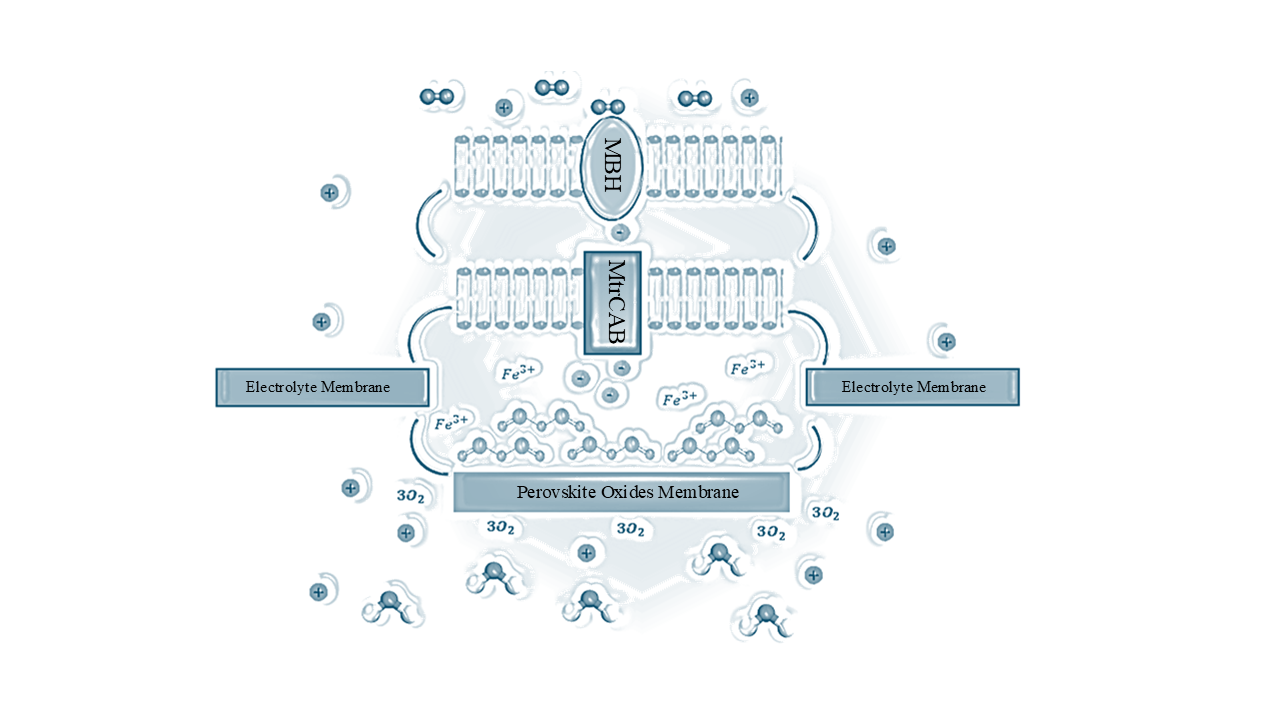 +
+
MBH
+
-
+
MtrCAB
+
+
Fe³⁺
-
-
Fe³⁺
-
Fe³⁺
Electrolyte Membrane
Electrolyte Membrane
Fe³⁺
Perovskite Oxides Membrane
+
3O₂
3O₂
3O₂
3O₂
3O₂
+
+
+
+
+